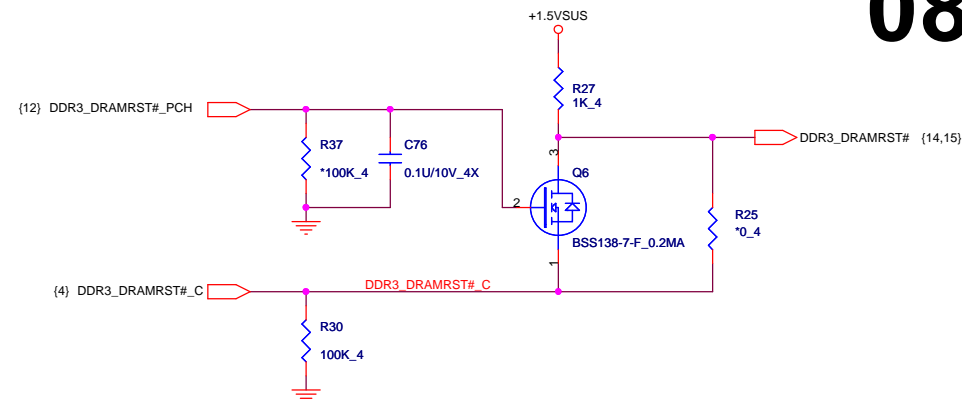 08
+1.5VSUS
R27
1K_4
{12} DDR3_DRAMRST#_PCH
DDR3_DRAMRST# {14,15}
R37
*100K_4
C76
0.1U/10V_4X
3
Q6
2
R25
*0_4
BSS138-7-F_0.2MA
1
{4} DDR3_DRAMRST#_C
DDR3_DRAMRST#_C
R30
100K_4